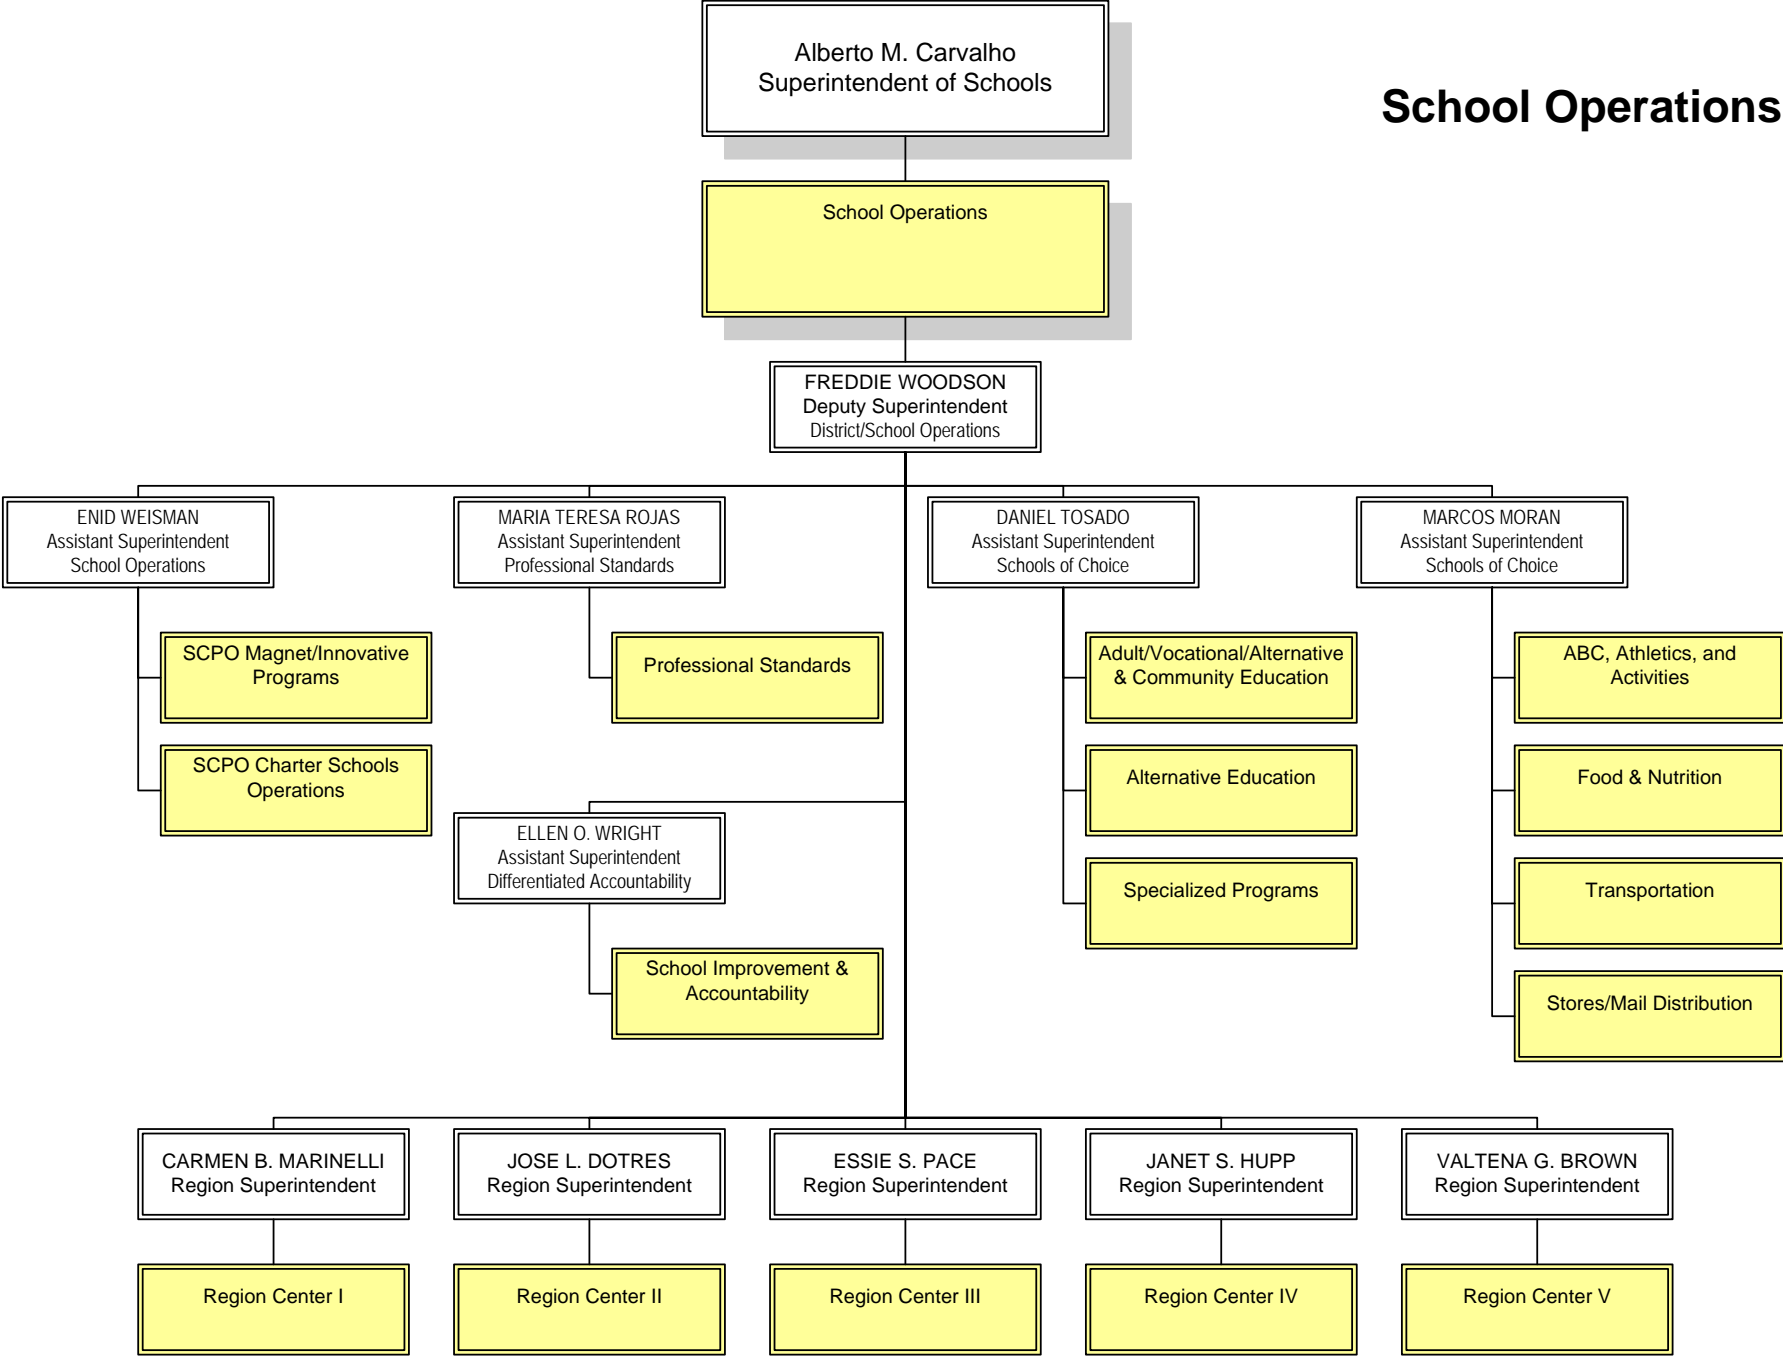 Alberto M. Carvalho
Superintendent of Schools
School Operations
School Operations
FREDDIE WOODSON
Deputy Superintendent
District/School Operations
ENID WEISMAN
Assistant Superintendent
School Operations
MARIA TERESA ROJAS
Assistant Superintendent
Professional Standards
DANIEL TOSADO
Assistant Superintendent
Schools of Choice
MARCOS MORAN
Assistant Superintendent
Schools of Choice
SCPO Magnet/Innovative
Programs
Professional Standards
Adult/Vocational/Alternative
& Community Education
ABC, Athletics, and
Activities
SCPO Charter Schools
Operations
Alternative Education
Food & Nutrition
ELLEN O. WRIGHT
Assistant Superintendent
Differentiated Accountability
Specialized Programs
Transportation
School Improvement &
Accountability
Stores/Mail Distribution
CARMEN B. MARINELLI
Region Superintendent
JOSE L. DOTRES
Region Superintendent
ESSIE S. PACE
Region Superintendent
JANET S. HUPP
Region Superintendent
VALTENA G. BROWN
Region Superintendent
Region Center I
Region Center II
Region Center III
Region Center IV
Region Center V